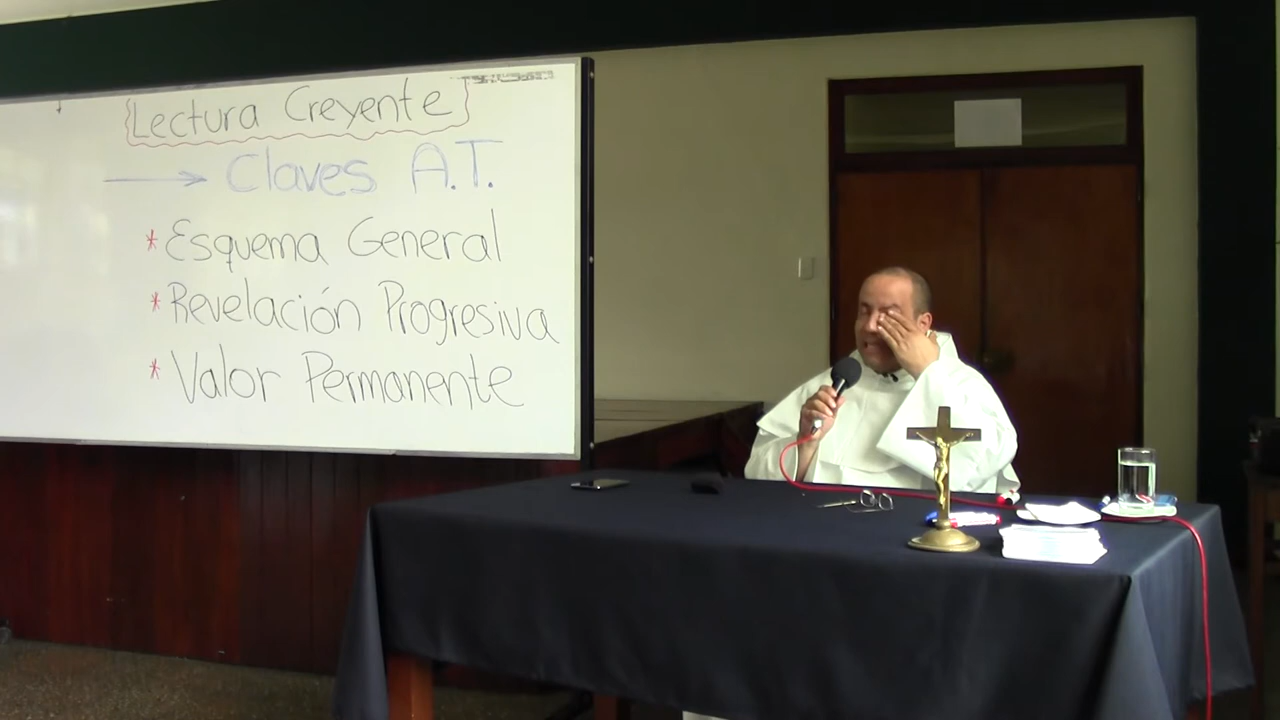 Lectura Creyente
Claves A.T.
* Esquema General
* Revelación Progresiva
* Valor Permanente